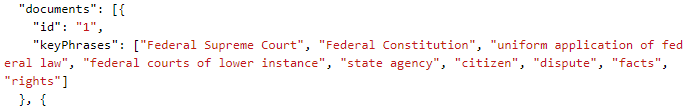 "documents": [{
"id": "1",
"keyPhrases": ["Federal Supreme Court", "Federal Constitution", "uniform application of fed
eral law", "federal courts of lower instance", "state agency", "citizen", "dispute", "facts",
"rights"]
}, {